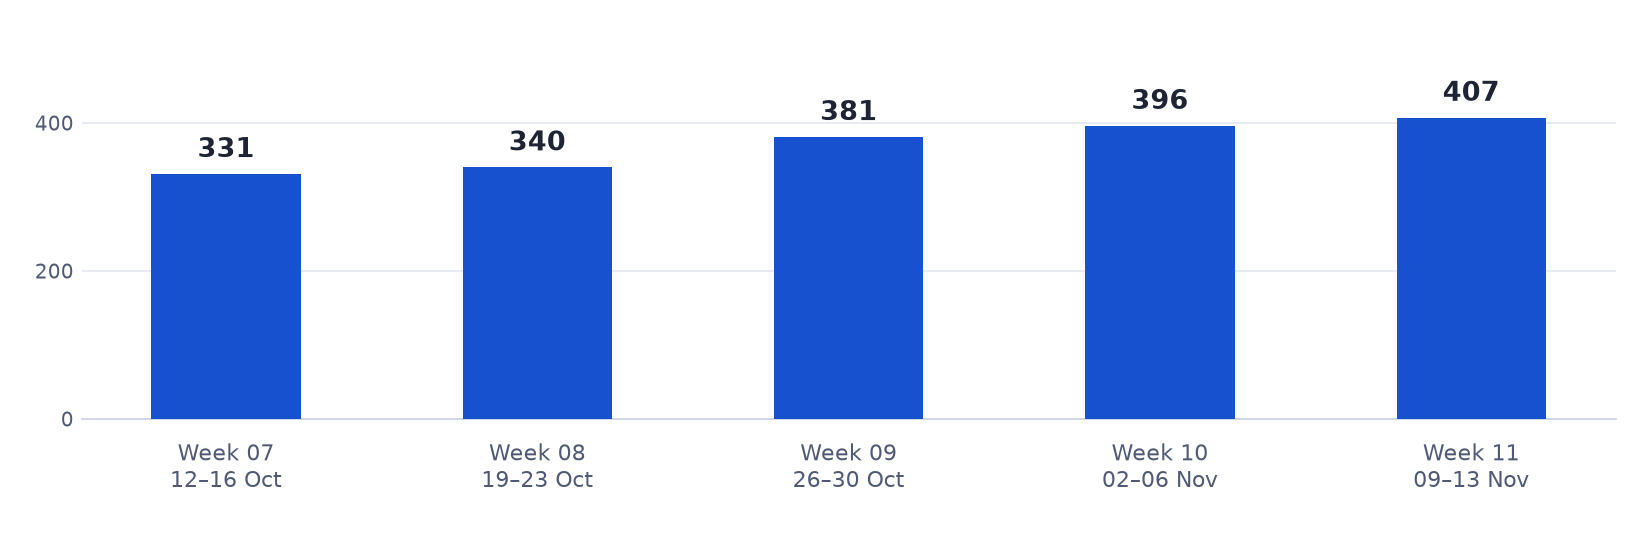 400
200
0
331
340
381
396
407
Week 07
12–16 Oct
Week 08
19–23 Oct
Week 09
26–30 Oct
Week 10
02–06 Nov
Week 11
09–13 Nov